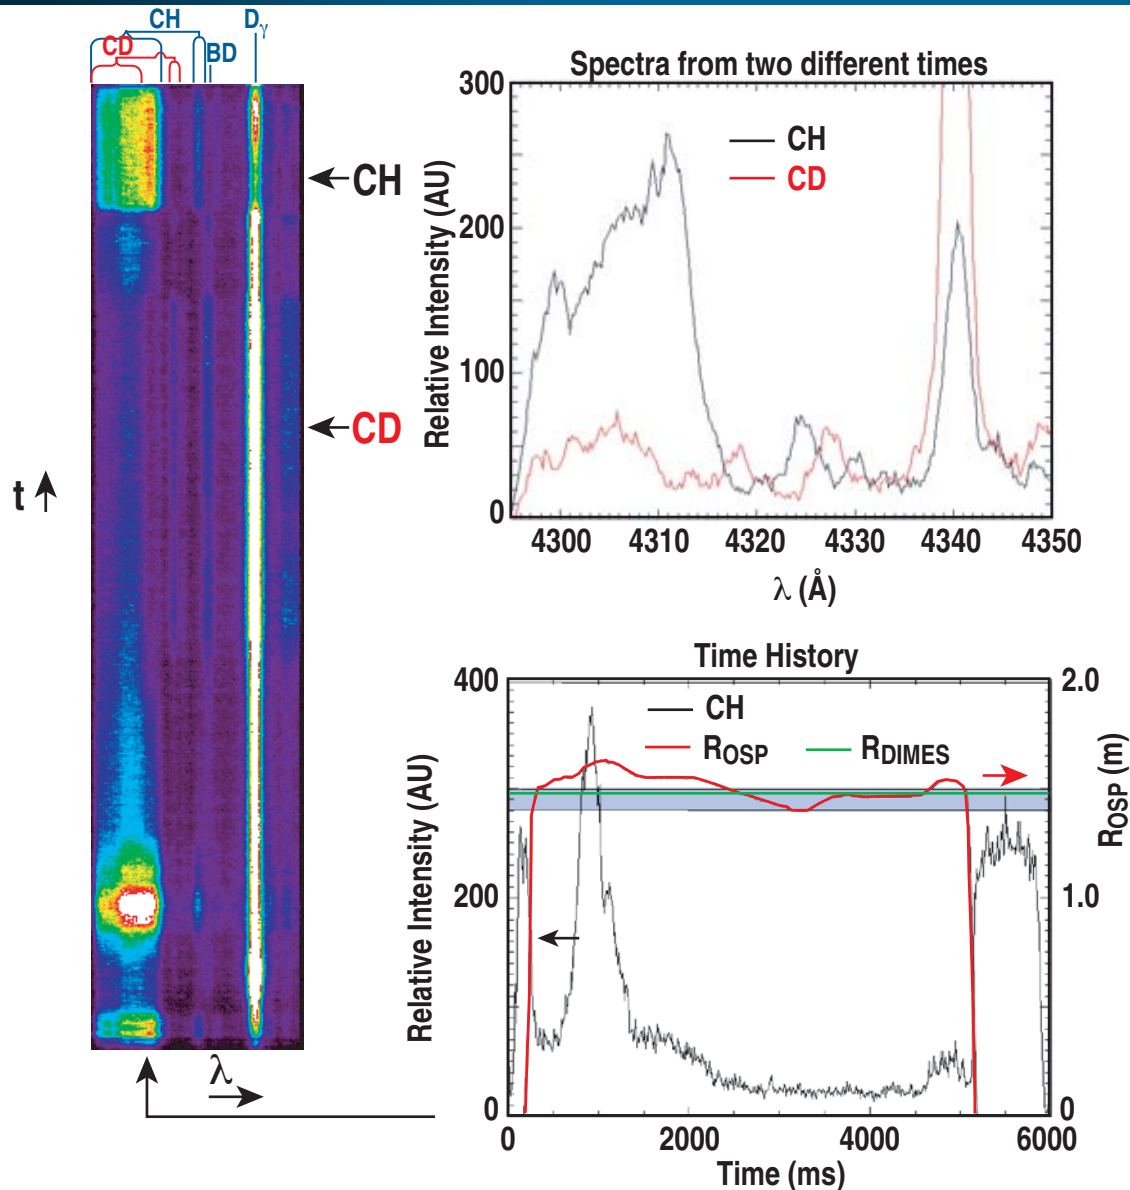 CH
CD
BD
Dγ
CH
CD
t
λ
Spectra from two different times
300
200
100
0
Relative Intensity (AU)
CH
CD
4300 4310 4320 4330 4340 4350
λ (Å)
Time History
400
200
0
Relative Intensity (AU)
CH
ROSP
RDIMES
2.0
1.0
0
ROSP (m)
0 2000 4000 6000
Time (ms)